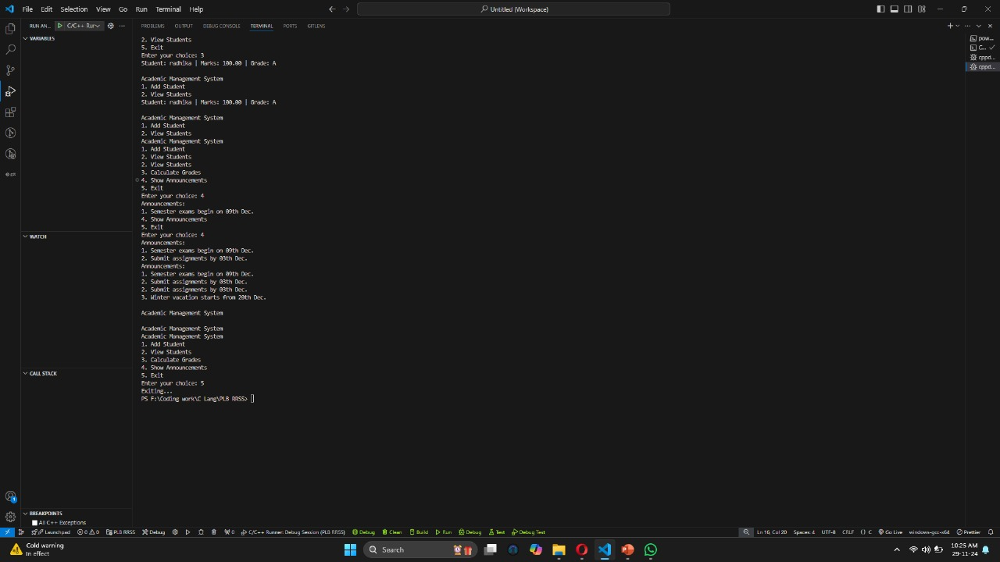 File Edit Selection View Go Run Terminal Help
Untitled (Workspace)
RUN AN... C/C++ Rur
PROBLEMS OUTPUT DEBUG CONSOLE TERMINAL PORTS GITLENS
VARIABLES
WATCH
CALL STACK
BREAKPOINTS
All C++ Exceptions
2. View Students
5. Exit
Enter your choice: 3
Student: radhika | Marks: 100.00 | Grade: A
Academic Management System
1. Add Student
2. View Students
Student: radhika | Marks: 100.00 | Grade: A
Academic Management System
1. Add Student
2. View Students
Academic Management System
1. Add Student
2. View Students
2. View Students
3. Calculate Grades
4. Show Announcements
5. Exit
Enter your choice: 4
Announcements:
1. Semester exams begin on 09th Dec.
4. Show Announcements
5. Exit
Enter your choice: 4
Announcements:
1. Semester exams begin on 09th Dec.
2. Submit assignments by 03th Dec.
Announcements:
1. Semester exams begin on 09th Dec.
2. Submit assignments by 03th Dec.
2. Submit assignments by 03th Dec.
3. Winter vacation starts from 20th Dec.
Academic Management System
Academic Management System
Academic Management System
1. Add Student
2. View Students
3. Calculate Grades
4. Show Announcements
5. Exit
Enter your choice: 5
Exiting...
PS F:\Coding work\C Lang\PLB RRSS>
pow...
C...
cppd...
cppd...
Launchpad 0 0 PLB RRSS Debug 0 C/C++ Runner: Debug Session (PLB RRSS) Debug Clean Build Run Debug Test Debug Test
Ln 16, Col 20 Spaces: 4 UTF-8 CRLF {} C Go Live windows-gcc-x64 Prettier
Cold warning
In effect
Search
10:25 AM
29-11-24